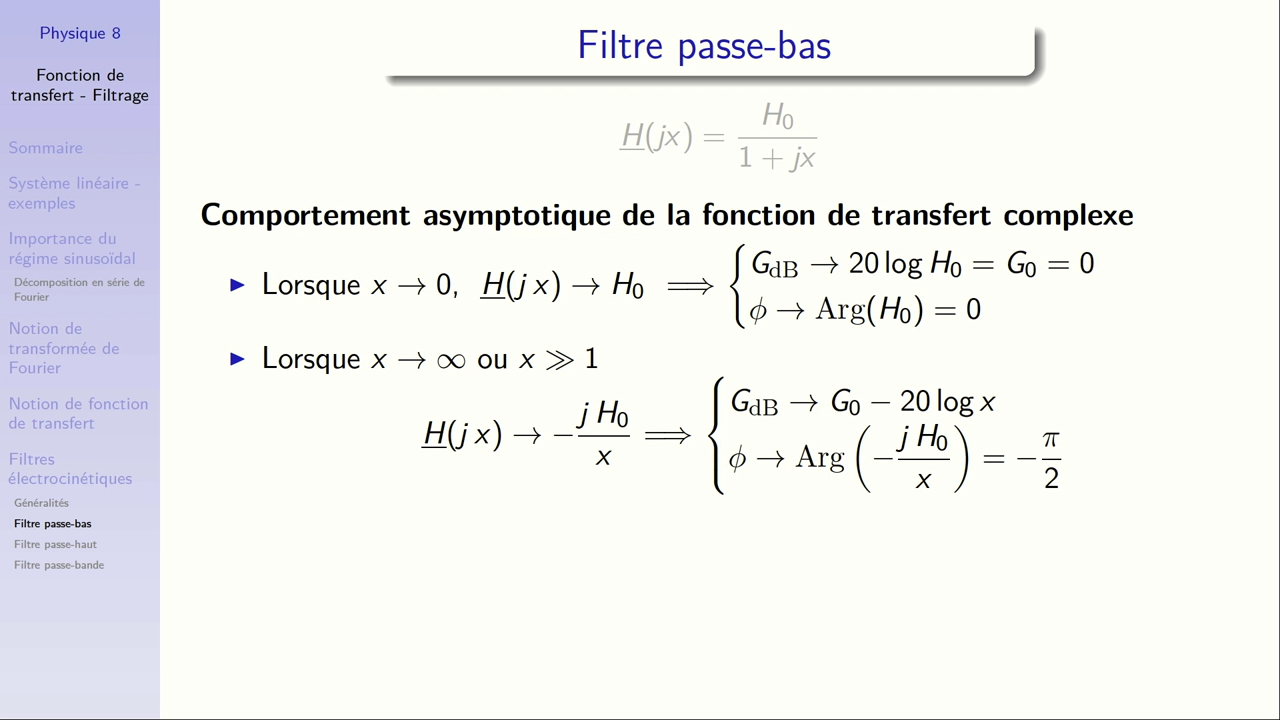 Physique 8
Fonction de
transfert - Filtrage
Sommaire
Système linéaire -
exemples
Importance du
régime sinusoïdal
Décomposition en série de
Fourier
Notion de
transformée de
Fourier
Notion de fonction
de transfert
Filtres
électrocinétiques
Généralités
Filtre passe-bas
Filtre passe-haut
Filtre passe-bande
Filtre passe-bas
H(jx) = H₀ / (1 + jx)
Comportement asymptotique de la fonction de transfert complexe
▶ Lorsque x → 0, H(j x) → H₀ ⟹ { G_dB → 20 log H₀ = G₀ = 0
ϕ → Arg(H₀) = 0
▶ Lorsque x → ∞ ou x ≫ 1
H(j x) → − j H₀ / x ⟹ { G_dB → G₀ − 20 log x
ϕ → Arg (− j H₀ / x) = − π / 2